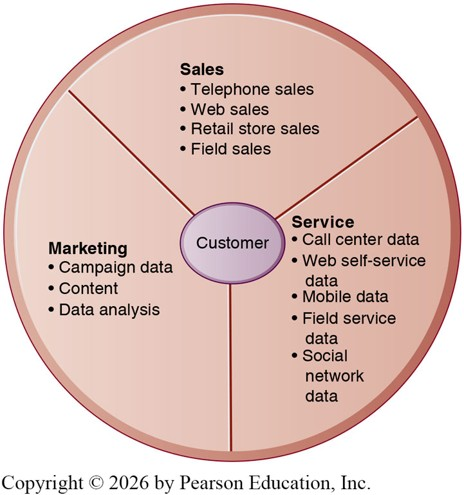 Sales
• Telephone sales
• Web sales
• Retail store sales
• Field sales
Customer
Service
• Call center data
• Web self-service
data
• Mobile data
• Field service
data
• Social
network
data
Marketing
• Campaign data
• Content
• Data analysis
Copyright © 2026 by Pearson Education, Inc.